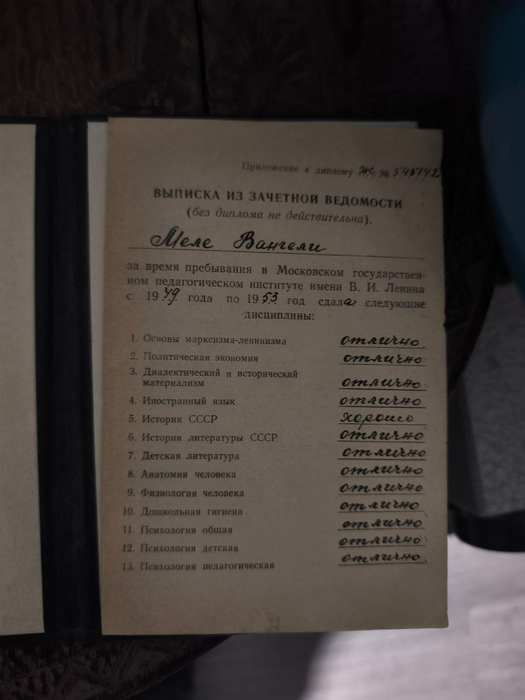 Приложение к диплому ЖС № 545742
ВЫПИСКА ИЗ ЗАЧЕТНОЙ ВЕДОМОСТИ
(без диплома не действительна).
Меле Вангели
за время пребывания в Московском государствен-
ном педагогическом институте имени В. И. Ленина
с 1949 года по 1953 год сдала следующие
дисциплины:
1. Основы марксизма-ленинизма отлично
2. Политическая экономия отлично
3. Диалектический и исторический
материализм отлично
4. Иностранный язык отлично
5. История СССР хорошо
6. История литературы СССР отлично
7. Детская литература отлично
8. Анатомия человека отлично
9. Физиология человека отлично
10. Дошкольная гигиена отлично
11. Психология общая отлично
12. Психология детская отлично
13. Психология педагогическая отлично